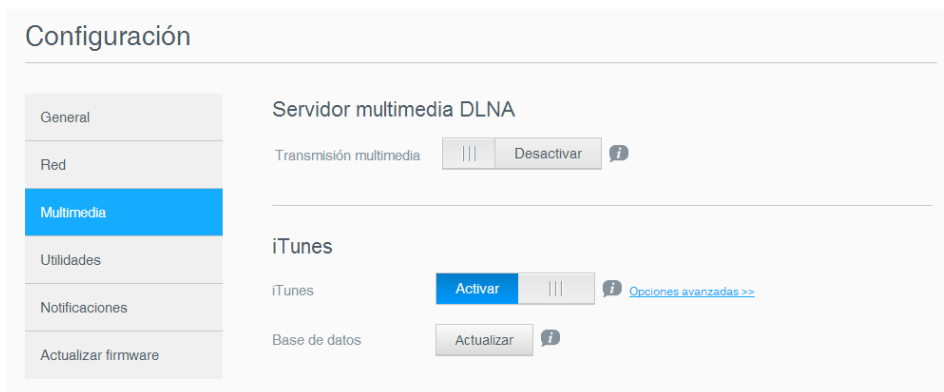 Configuración
General
Red
Multimedia
Utilidades
Notificaciones
Actualizar firmware
Servidor multimedia DLNA
Transmisión multimedia ||| Desactivar i
iTunes
iTunes Activar ||| i Opciones avanzadas >>
Base de datos Actualizar i